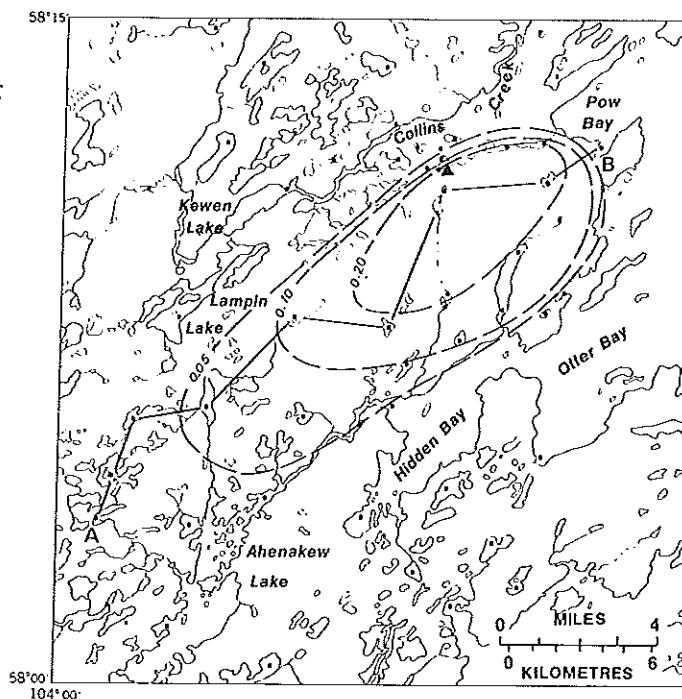 58°15'
Creek
Pow
Bay
Collins
B
Kewen
Lake
0.20
0.10
Lampin
Lake
0.05
Otter Bay
Hidden Bay
A
Ahenakew
Lake
0 MILES 4
0 6
KILOMETRES
58°00'
104°00'